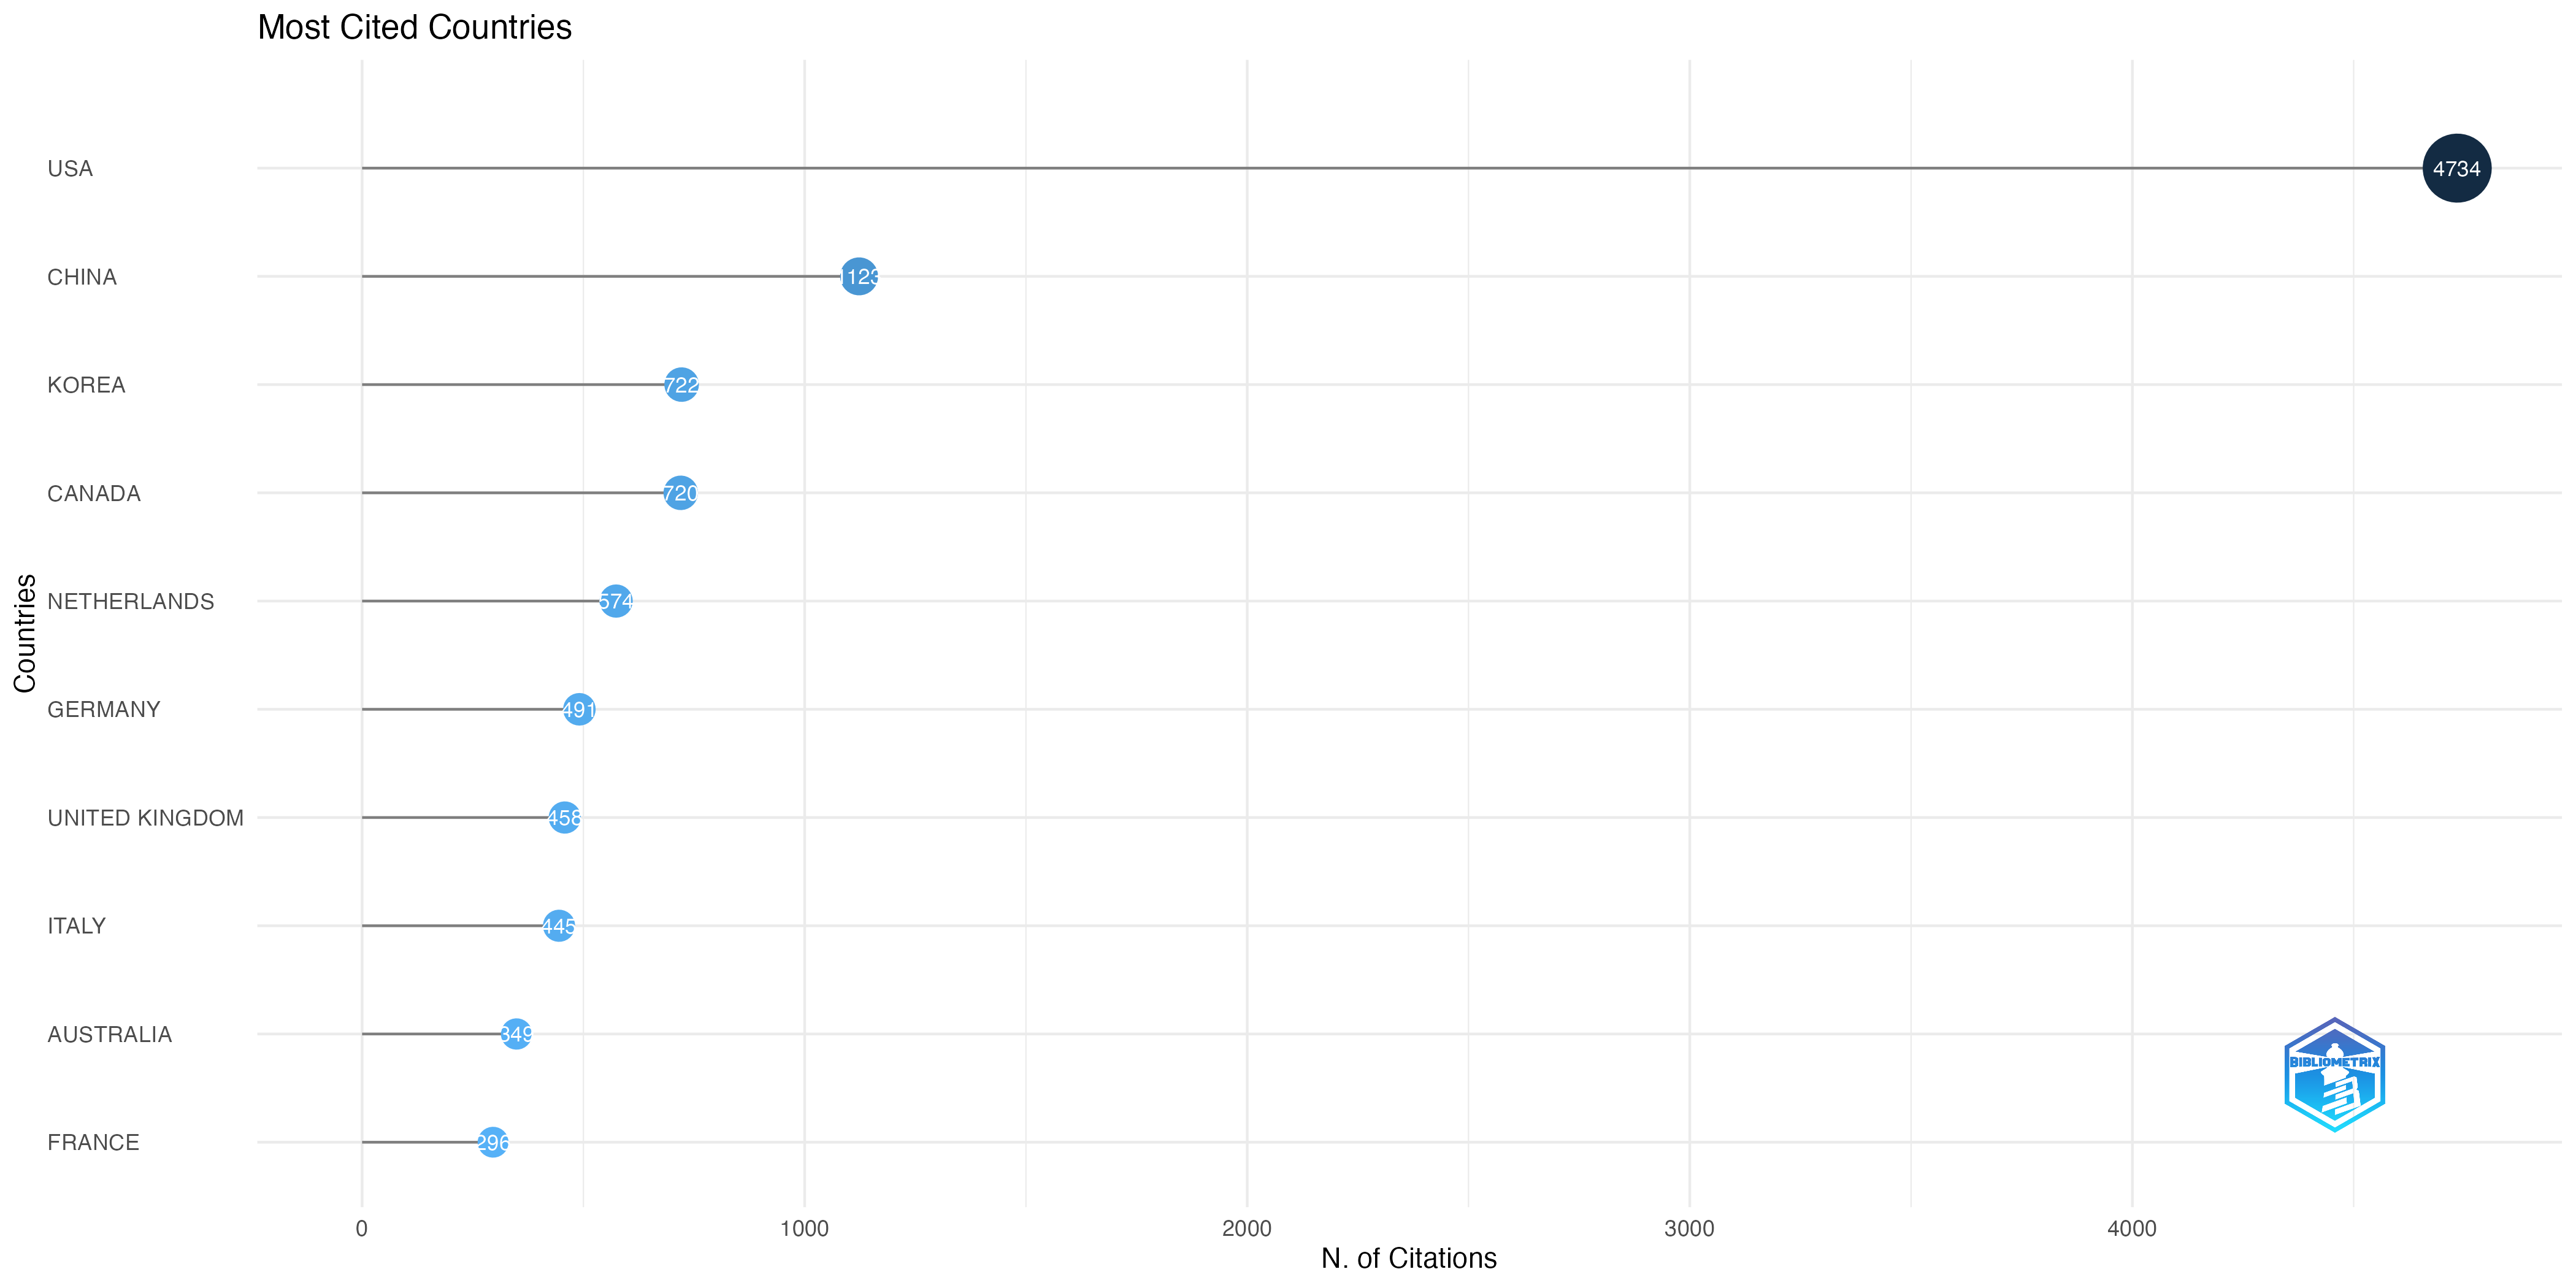 Most Cited Countries
USA
4734
CHINA
1123
KOREA
722
CANADA
720
NETHERLANDS
574
GERMANY
491
UNITED KINGDOM
458
ITALY
445
AUSTRALIA
349
FRANCE
296
Countries
BIBLIOMETRIX
0 1000 2000 3000 4000
N. of Citations